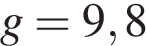 g = 9,8